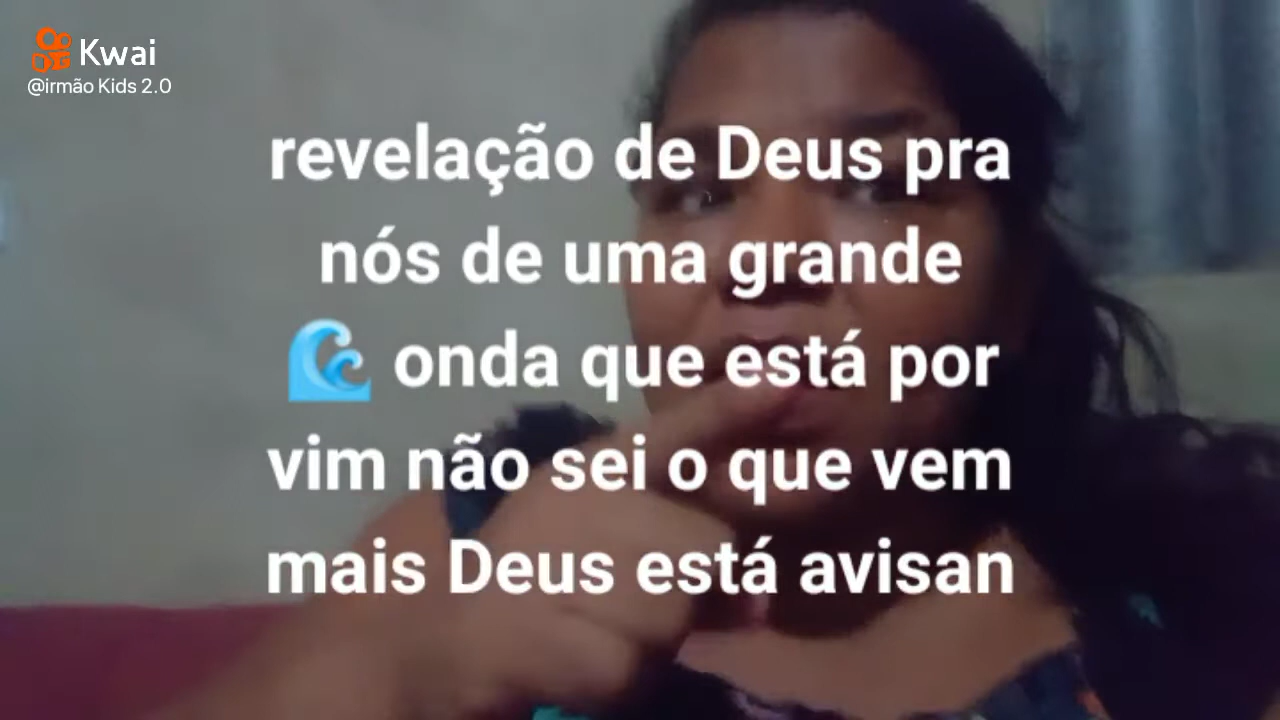 Kwai
@irmão Kids 2.0
revelação de Deus pra
nós de uma grande
🌊 onda que está por
vim não sei o que vem
mais Deus está avisan